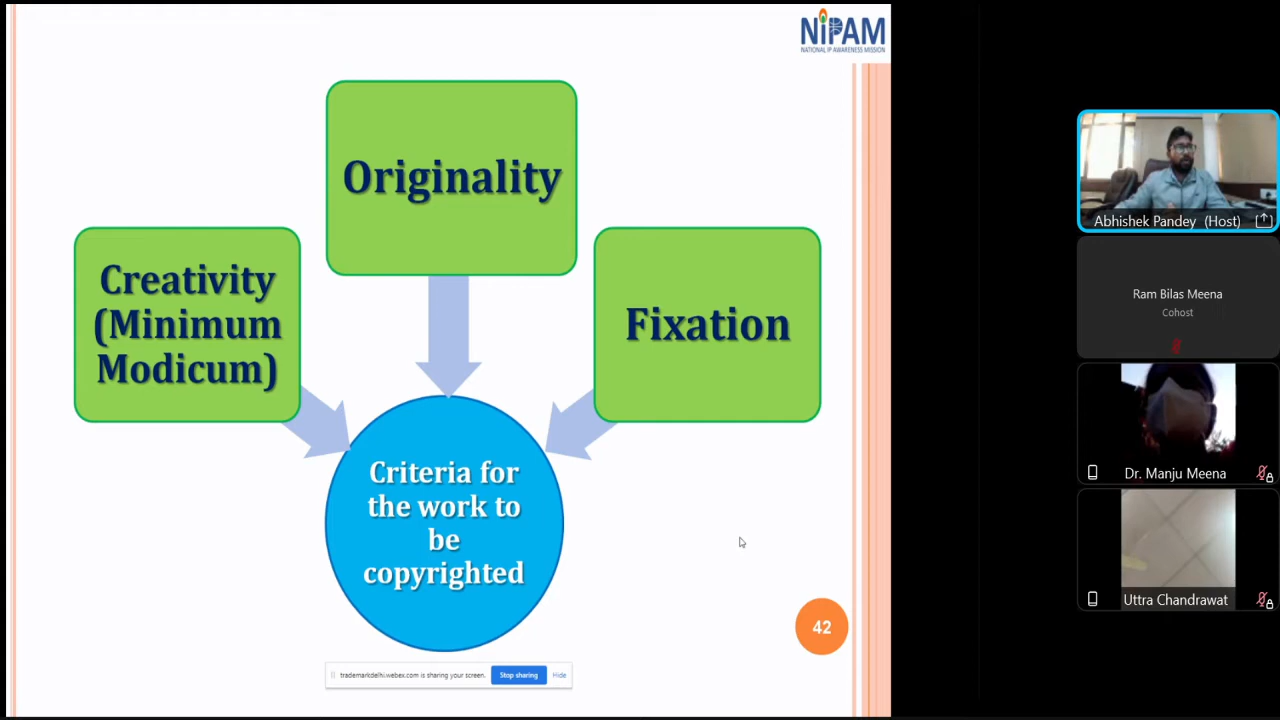 NiPAM
NATIONAL IP AWARENESS MISSION
Originality
Creativity
(Minimum
Modicum)
Fixation
Criteria for
the work to
be
copyrighted
42
trademarkdelhi.webex.com is sharing your screen.
Stop sharing
Hide
Abhishek Pandey (Host)
Ram Bilas Meena
Cohost
Dr. Manju Meena
Uttra Chandrawat